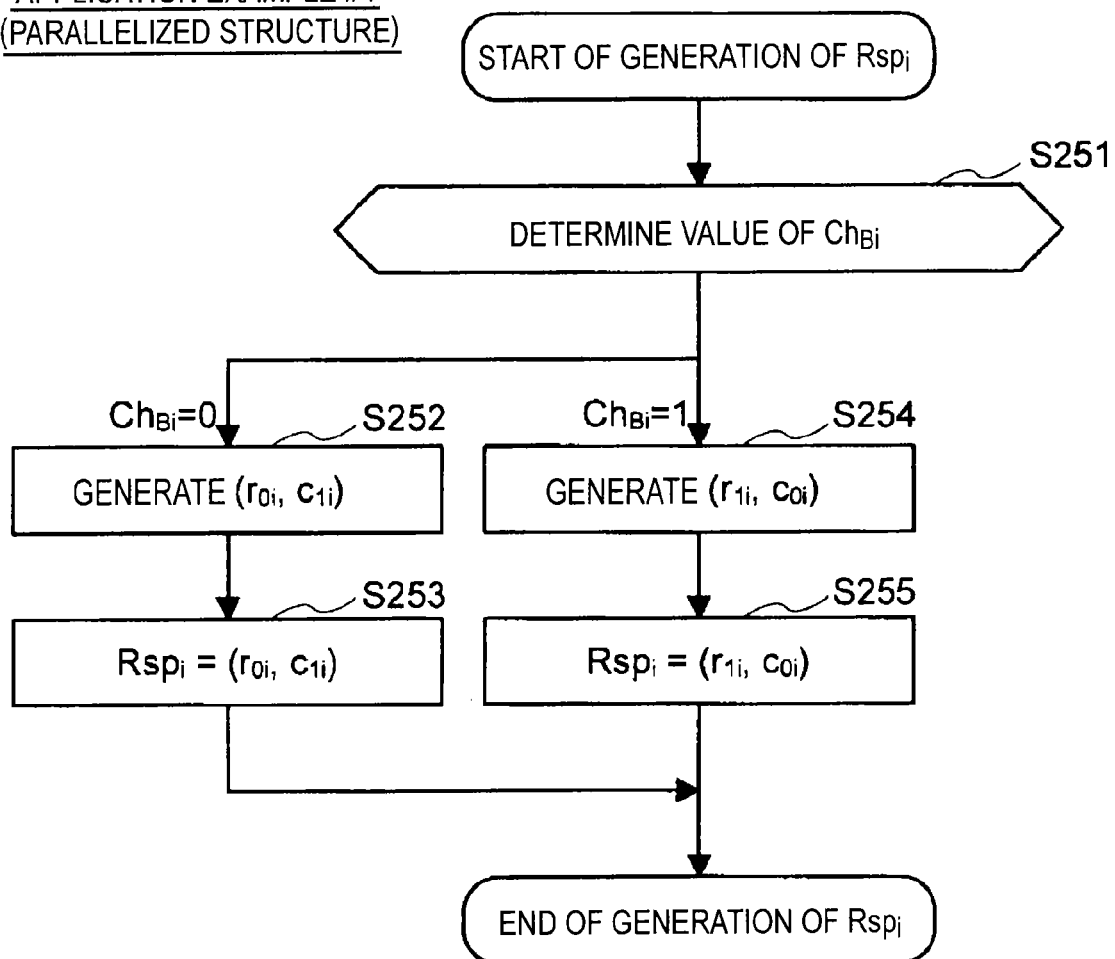 (PARALLELIZED STRUCTURE)
START OF GENERATION OF Rspi
S251
DETERMINE VALUE OF ChBi
ChBi=0
S252
ChBi=1
S254
GENERATE (r0i, c1i)
GENERATE (r1i, c0i)
S253
S255
Rspi = (r0i, c1i)
Rspi = (r1i, c0i)
END OF GENERATION OF Rspi